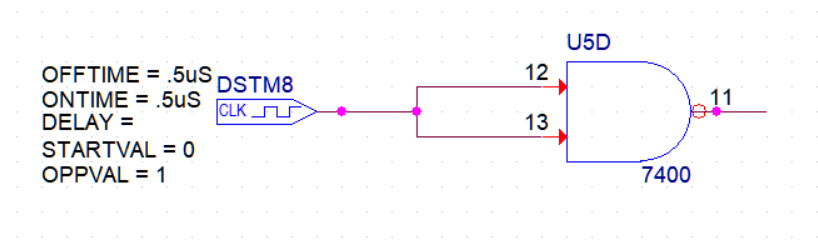 U5D
OFFTIME = .5uS
DSTM8
ONTIME = .5uS
CLK
DELAY =
STARTVAL = 0
OPPVAL = 1
12
13
11
7400